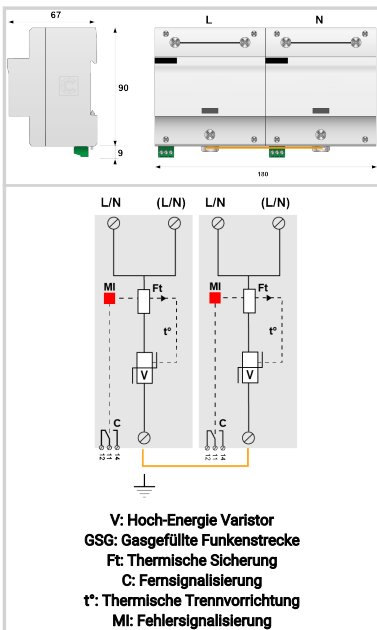 67
L N
90
9
180
L/N (L/N) L/N (L/N)
MI Ft MI Ft
t° t°
V V
C C
12 11 14 12 11 14
V: Hoch-Energie Varistor
GSG: Gasgefüllte Funkenstrecke
Ft: Thermische Sicherung
C: Fernsignalisierung
t°: Thermische Trennvorrichtung
MI: Fehlersignalisierung